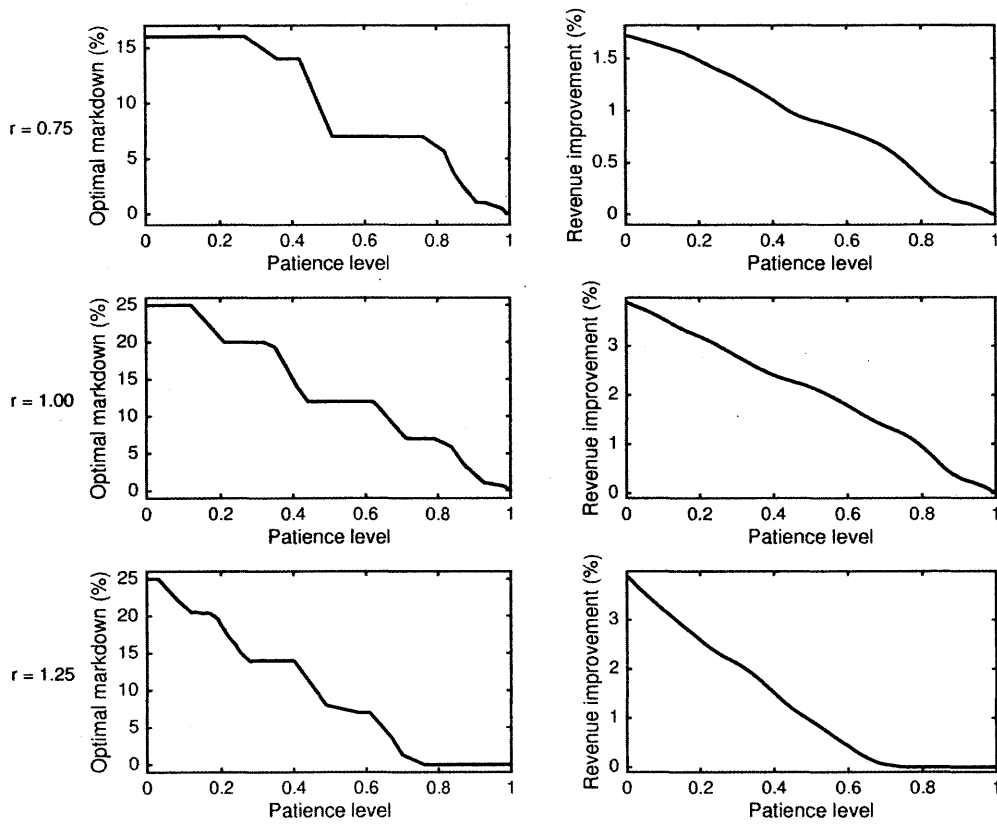 r = 0.75
Optimal markdown (%)
15
10
5
0
0 0.2 0.4 0.6 0.8 1
Patience level
Revenue improvement (%)
1.5
1
0.5
0
0 0.2 0.4 0.6 0.8 1
Patience level
r = 1.00
Optimal markdown (%)
25
20
15
10
5
0
0 0.2 0.4 0.6 0.8 1
Patience level
Revenue improvement (%)
3
2
1
0
0 0.2 0.4 0.6 0.8 1
Patience level
r = 1.25
Optimal markdown (%)
25
20
15
10
5
0
0 0.2 0.4 0.6 0.8 1
Patience level
Revenue improvement (%)
3
2
1
0
0 0.2 0.4 0.6 0.8 1
Patience level